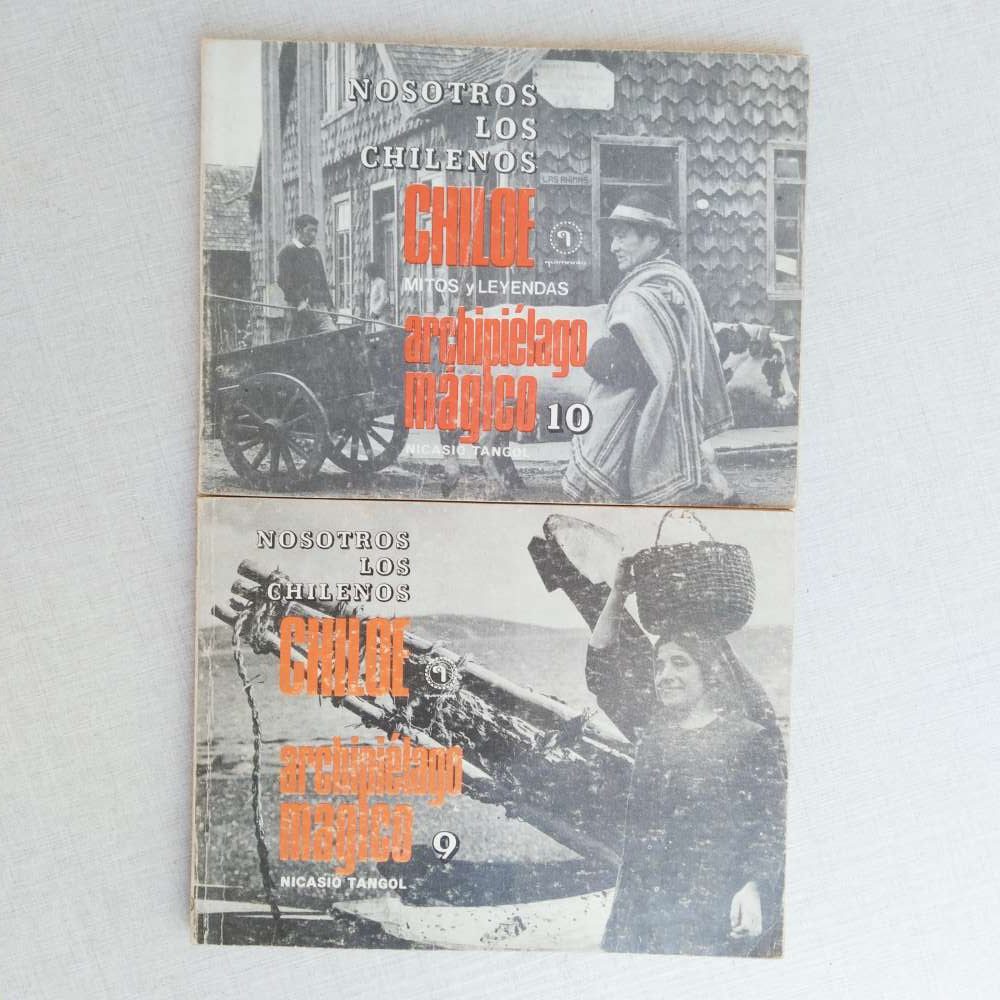 NOSOTROS
LOS
CHILENOS
LAS ANIMAS
CHILOE
MITOS y LEYENDAS
archipiélago
mágico 10
NICASIO TANGOL
NOSOTROS
LOS
CHILENOS
CHILOE
archipiélago
magico 9
NICASIO TANGOL